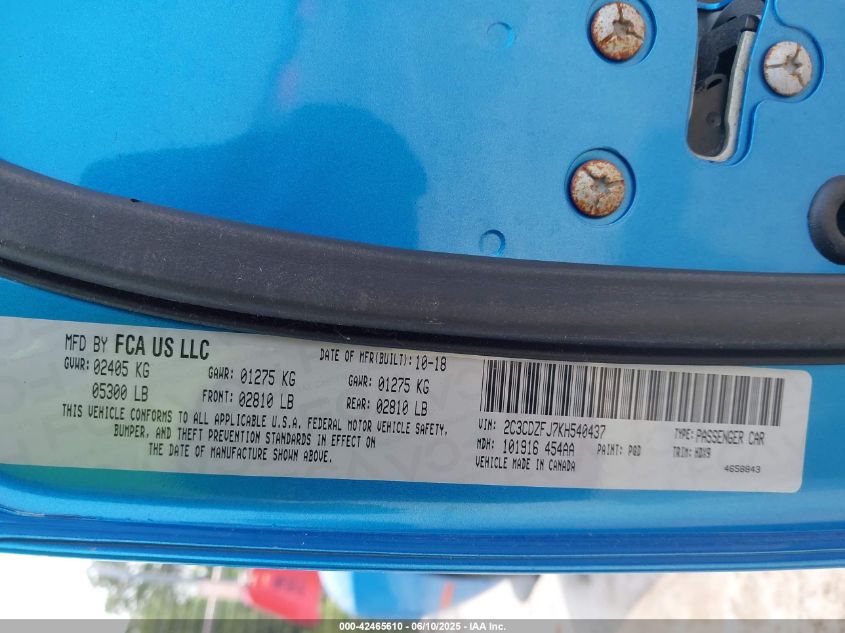 MFD BY FCA US LLC
DATE OF MFR(BUILT): 10-18
GVWR: 02405 KG GAWR: 01275 KG GAWR: 01275 KG
05300 LB FRONT: 02810 LB REAR: 02810 LB
THIS VEHICLE CONFORMS TO ALL APPLICABLE U.S.A. FEDERAL MOTOR VEHICLE SAFETY,
BUMPER, AND THEFT PREVENTION STANDARDS IN EFFECT ON
THE DATE OF MANUFACTURE SHOWN ABOVE.
VIN: 2C3CDZFJ7KH540437 TYPE: PASSENGER CAR
MDH: 101916 454AA PAINT: PQD TRIM: HDX9
VEHICLE MADE IN CANADA 4658843
000-42465610 - 06/10/2025 - IAA Inc.